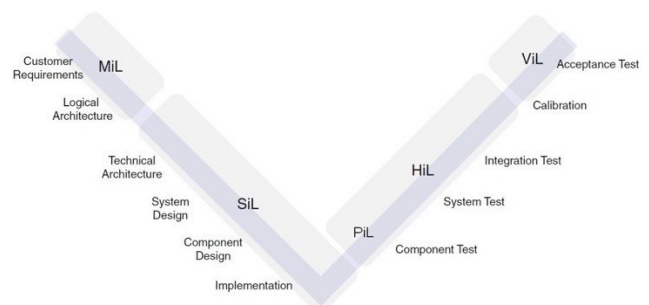 MiL
ViL
Customer
Requirements
Acceptance Test
Logical
Architecture
Calibration
Technical
Architecture
HiL
Integration Test
System
Design
SiL
System Test
PiL
Component
Design
Component Test
Implementation